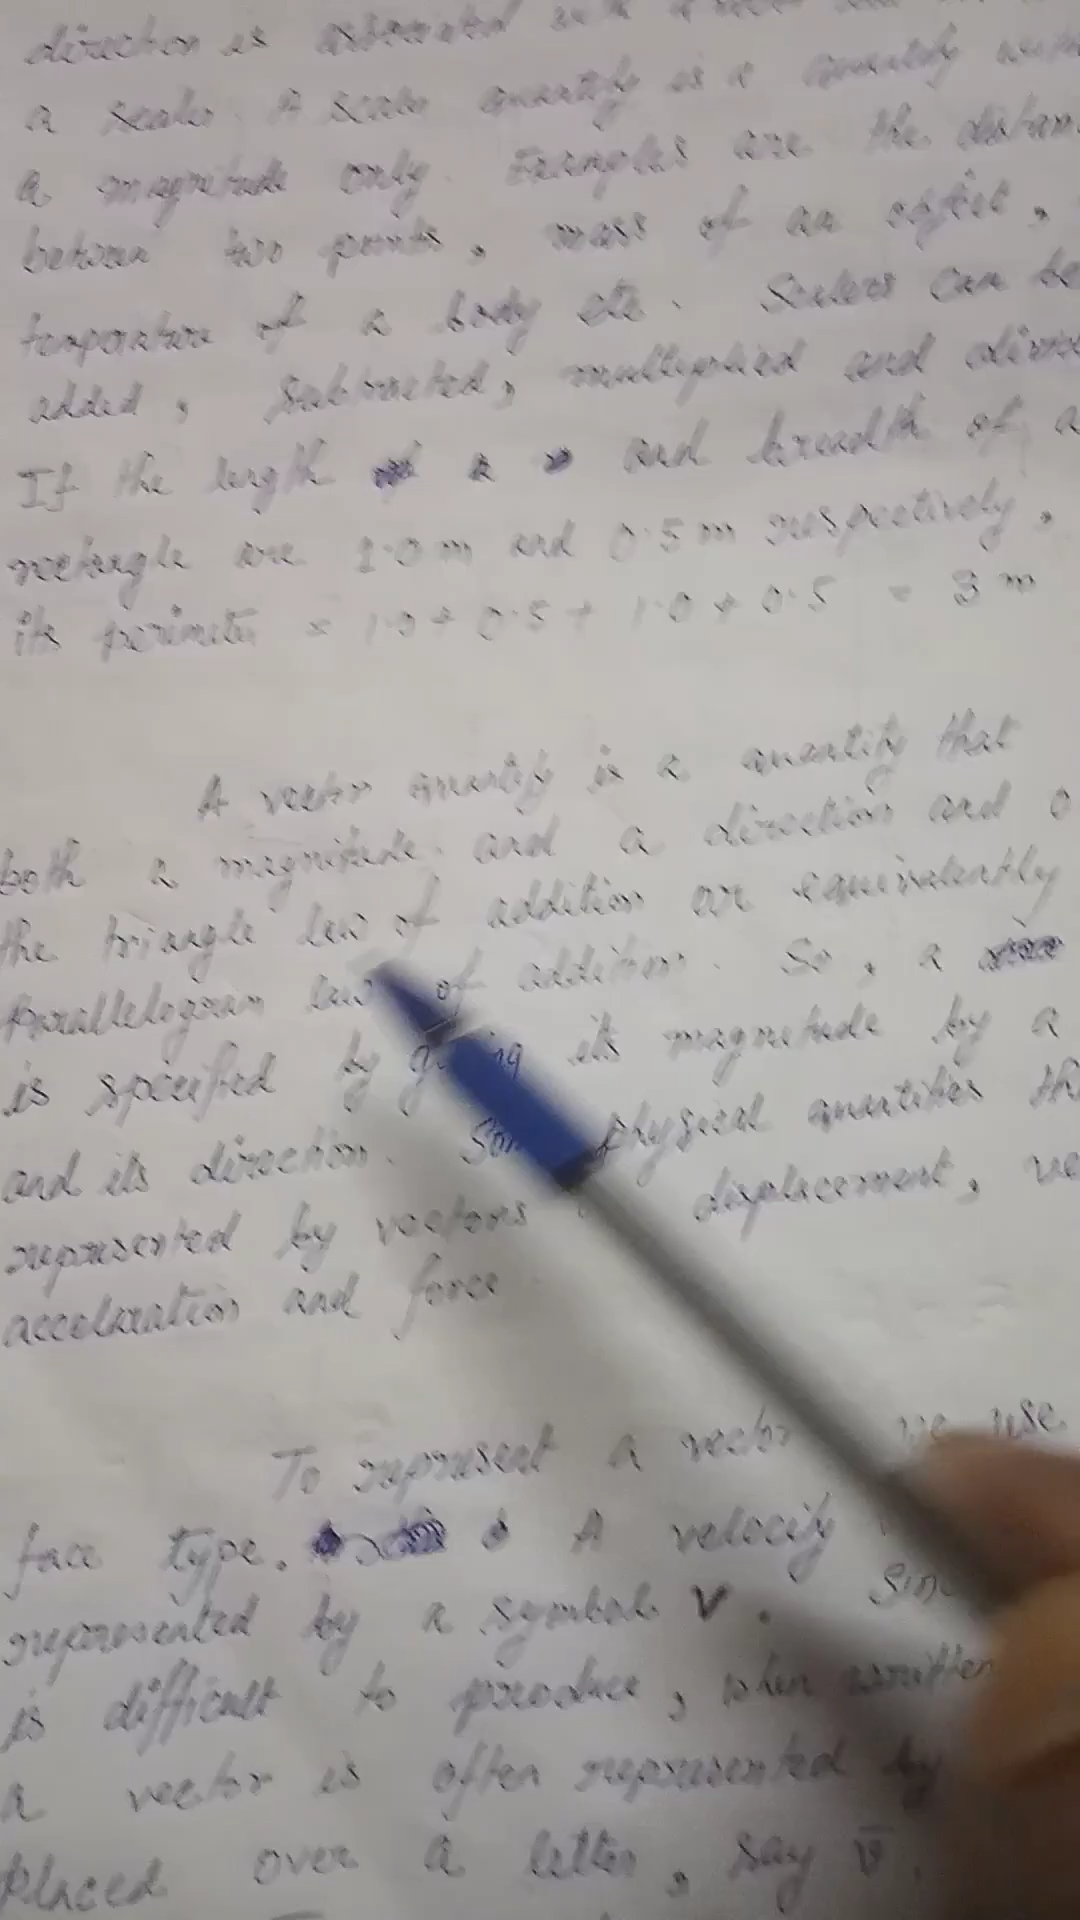 direction is associated with a
a scalar. A scalar quantity is a quantity with
a magnitude only. Examples are the distan
between two points, mass of an object,
temperature of a body etc. Scalars can be
added, subtracted, multiplied and divid
If the length and breadth of a
rectangle are 1.0 m and 0.5 m respectively,
its perimeter = 1.0 + 0.5 + 1.0 + 0.5 = 3 m
A vector quantity is a quantity that
both a magnitude and a direction and o
the triangle law of addition or equivalently
parallelogram law of addition. So, a
is specified by giving its magnitude by a
and its direction. Som physical quantities th
represented by vectors displacement, ve
acceleration and force
To represent a vector we use
face type. A velocity
represented by a symbol v. Sinc
is difficult to produce, when written
a vector is often represented by
placed over a letter, say v̄.